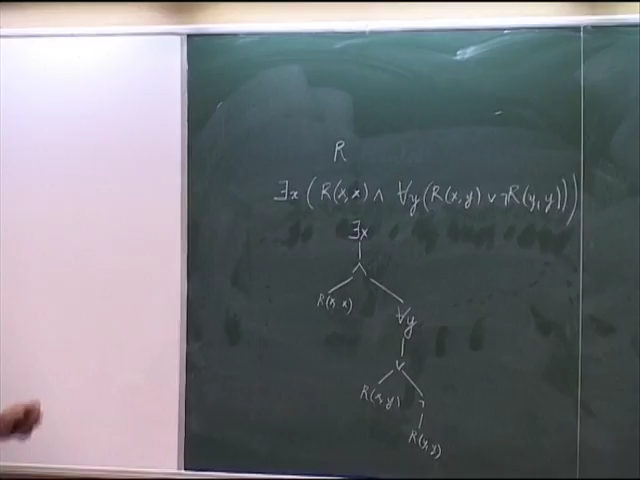 R
∃x(R(x,x) ∧ ∀y(R(x,y) ∨ ¬R(y,y)))
∃x
∧
R(x,x)
∀y
∨
R(x,y) ¬
R(y,y)